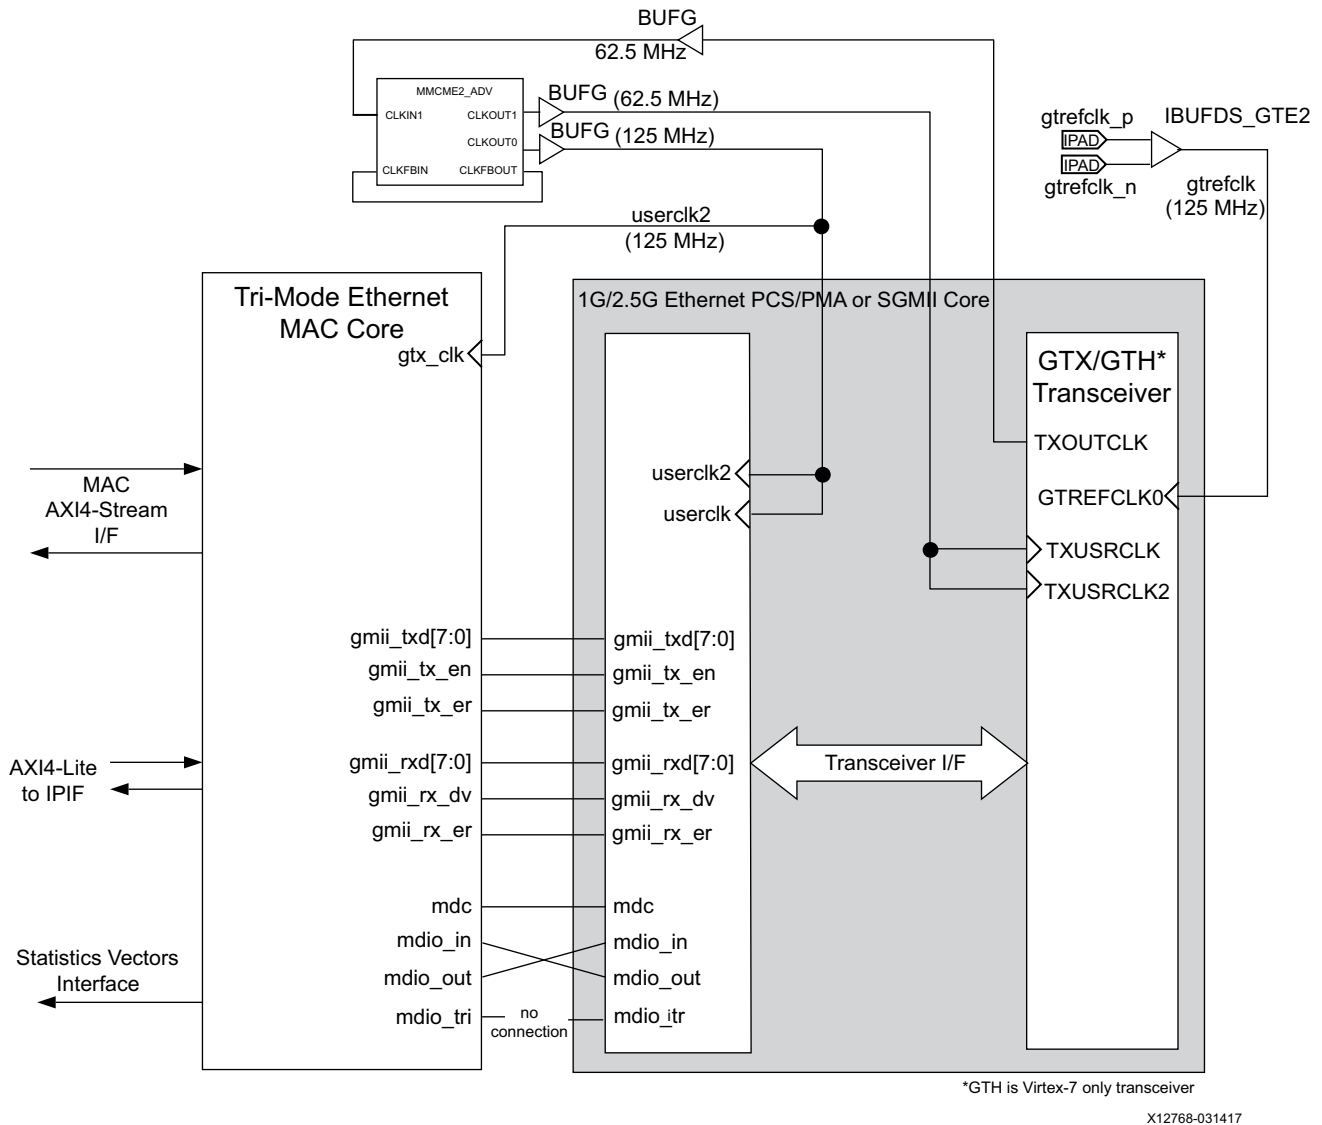 BUFG
62.5 MHz
MMCME2_ADV
CLKIN1
CLKOUT1
CLKOUT0
CLKFBIN
CLKFBOUT
BUFG (62.5 MHz)
BUFG (125 MHz)
gtrefclk_p
IPAD
IPAD
gtrefclk_n
IBUFDS_GTE2
gtrefclk
(125 MHz)
userclk2
(125 MHz)
Tri-Mode Ethernet
MAC Core
gtx_clk
1G/2.5G Ethernet PCS/PMA or SGMII Core
GTX/GTH*
Transceiver
TXOUTCLK
GTREFCLK0
TXUSRCLK
TXUSRCLK2
userclk2
userclk
MAC
AXI4-Stream
I/F
gmii_txd[7:0]
gmii_txd[7:0]
gmii_tx_en
gmii_tx_en
gmii_tx_er
gmii_tx_er
gmii_rxd[7:0]
gmii_rxd[7:0]
gmii_rx_dv
gmii_rx_dv
gmii_rx_er
gmii_rx_er
Transceiver I/F
AXI4-Lite
to IPIF
mdc
mdc
mdio_in
mdio_in
mdio_out
mdio_out
mdio_tri
no
connection
mdio_itr
Statistics Vectors
Interface
*GTH is Virtex-7 only transceiver
X12768-031417